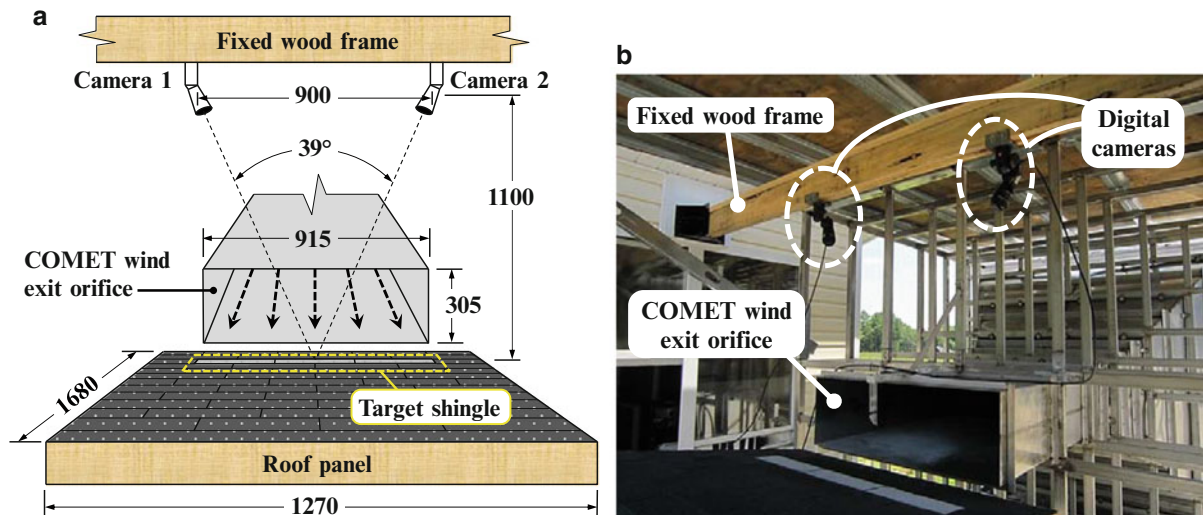 a
Fixed wood frame
Camera 1
Camera 2
900
39°
1100
915
COMET wind
exit orifice
305
1680
Target shingle
Roof panel
1270
b
Fixed wood frame
Digital
cameras
COMET wind
exit orifice